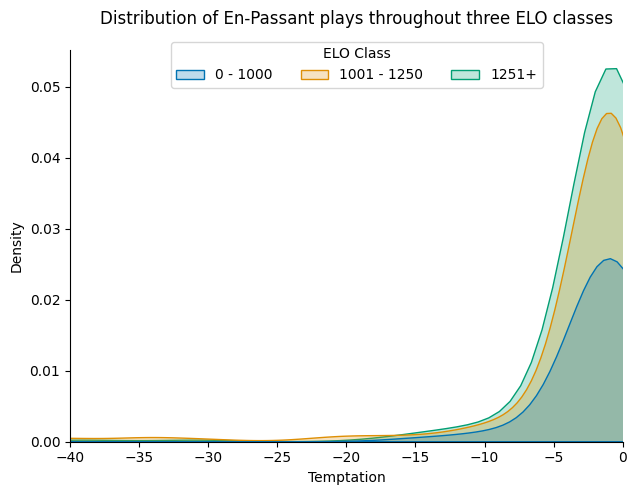 Distribution of En-Passant plays throughout three ELO classes
ELO Class
0 - 1000 1001 - 1250 1251+
0.05
0.04
0.03
0.02
0.01
0.00
Density
−40 −35 −30 −25 −20 −15 −10 −5 0
Temptation